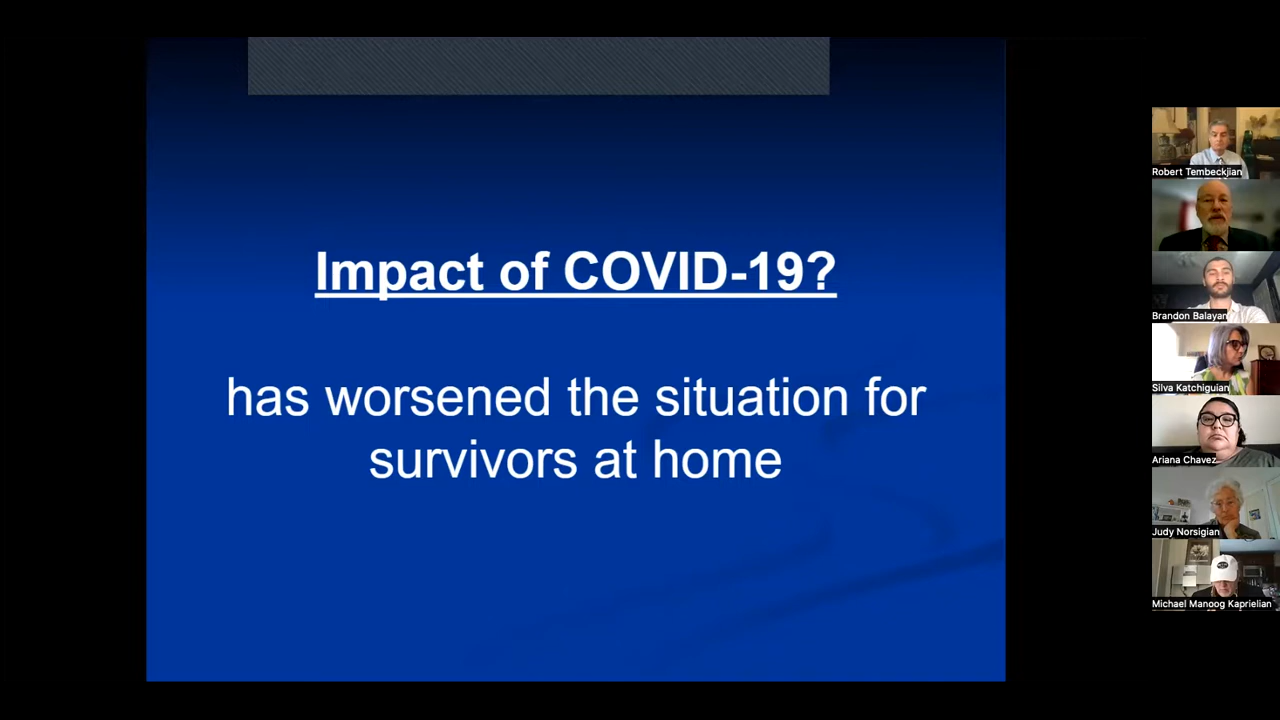 Impact of COVID-19?
has worsened the situation for
survivors at home
Robert Tembeckjian
Brandon Balayan
Silva Katchiguian
Ariana Chavez
Judy Norsigian
Michael Manoog Kaprielian